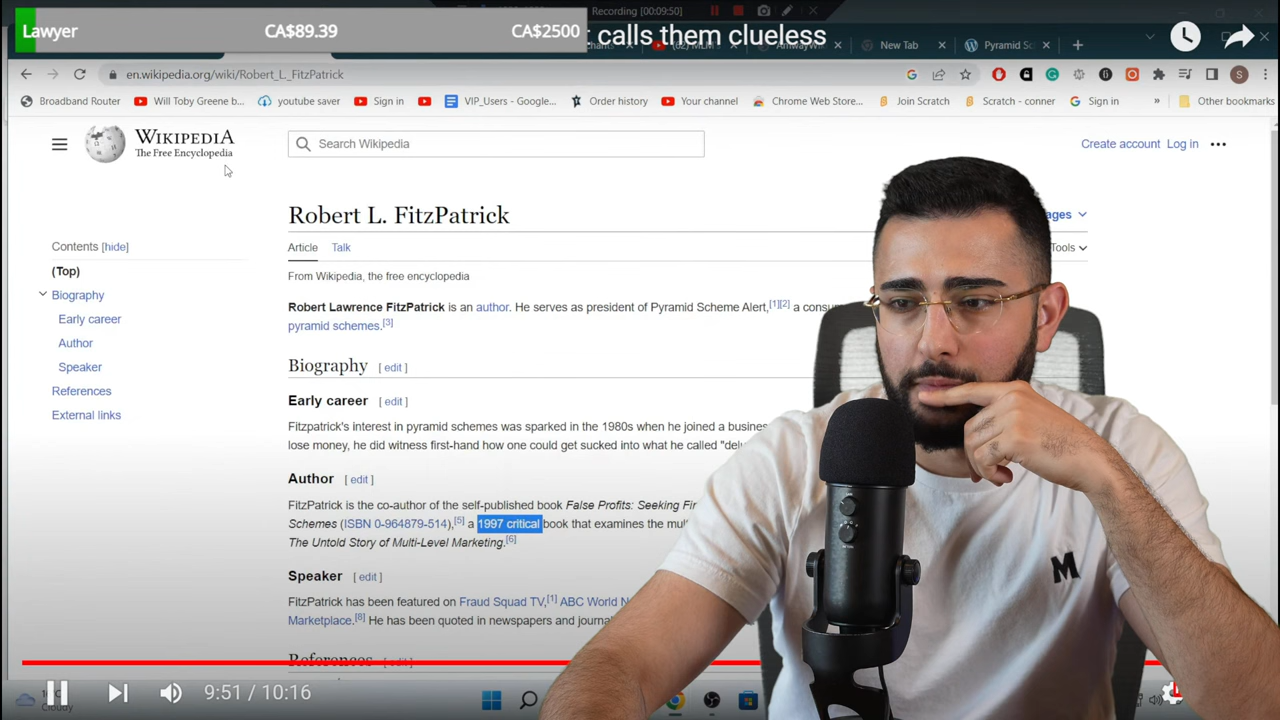 Lawyer CA$89.39 CA$2500
Recording [00:09:50]
calls them clueless
New Tab
Pyramid Sc
en.wikipedia.org/wiki/Robert_L._FitzPatrick
Broadband Router
Will Toby Greene b...
youtube saver
Sign in
VIP_Users - Google...
Order history
Your channel
Chrome Web Store...
Join Scratch
Scratch - conner
Sign in
»
Other bookmarks
WIKIPEDIA
The Free Encyclopedia
Search Wikipedia
Create account Log in
Robert L. FitzPatrick
ages
Contents [hide]
Article Talk
Tools
(Top)
From Wikipedia, the free encyclopedia
Biography
Early career
Author
Speaker
References
External links
Robert Lawrence FitzPatrick is an author. He serves as president of Pyramid Scheme Alert,[1][2] a consu
pyramid schemes.[3]
Biography [ edit ]
Early career [ edit ]
Fitzpatrick's interest in pyramid schemes was sparked in the 1980s when he joined a business
lose money, he did witness first-hand how one could get sucked into what he called "delu
Author [ edit ]
FitzPatrick is the co-author of the self-published book False Profits: Seeking Fin
Schemes (ISBN 0-964879-514),[5] a 1997 critical book that examines the mul
The Untold Story of Multi-Level Marketing.[6]
Speaker [ edit ]
FitzPatrick has been featured on Fraud Squad TV,[1] ABC World N
Marketplace.[8] He has been quoted in newspapers and journa
References [ edit ]
9:51 / 10:16
Cloudy
M